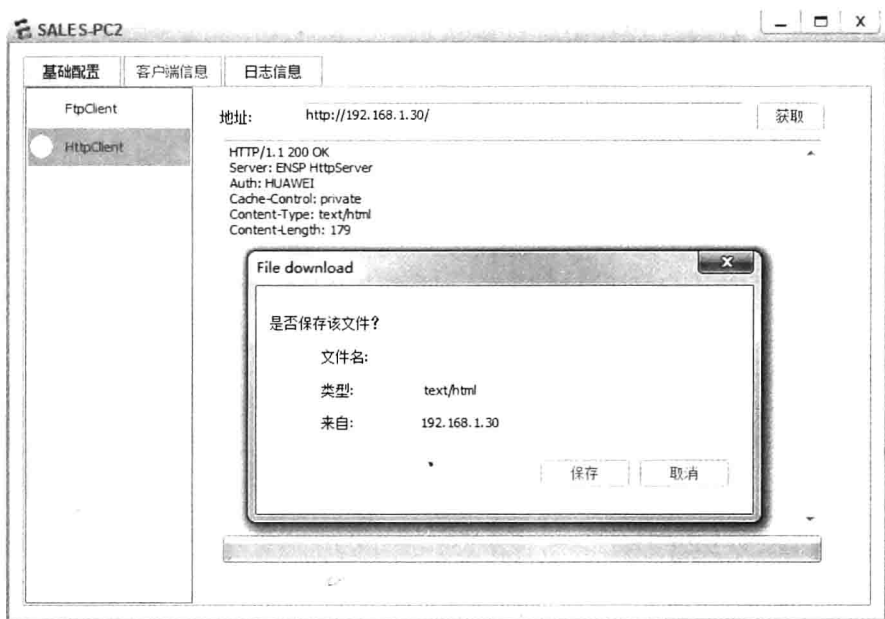 SALES-PC2
基础配置 客户端信息 日志信息
FtpClient
HttpClient
地址: http://192.168.1.30/ 获取
HTTP/1.1 200 OK
Server: ENSP HttpServer
Auth: HUAWEI
Cache-Control: private
Content-Type: text/html
Content-Length: 179
File download
是否保存该文件?
文件名:
类型: text/html
来自: 192.168.1.30
保存 取消